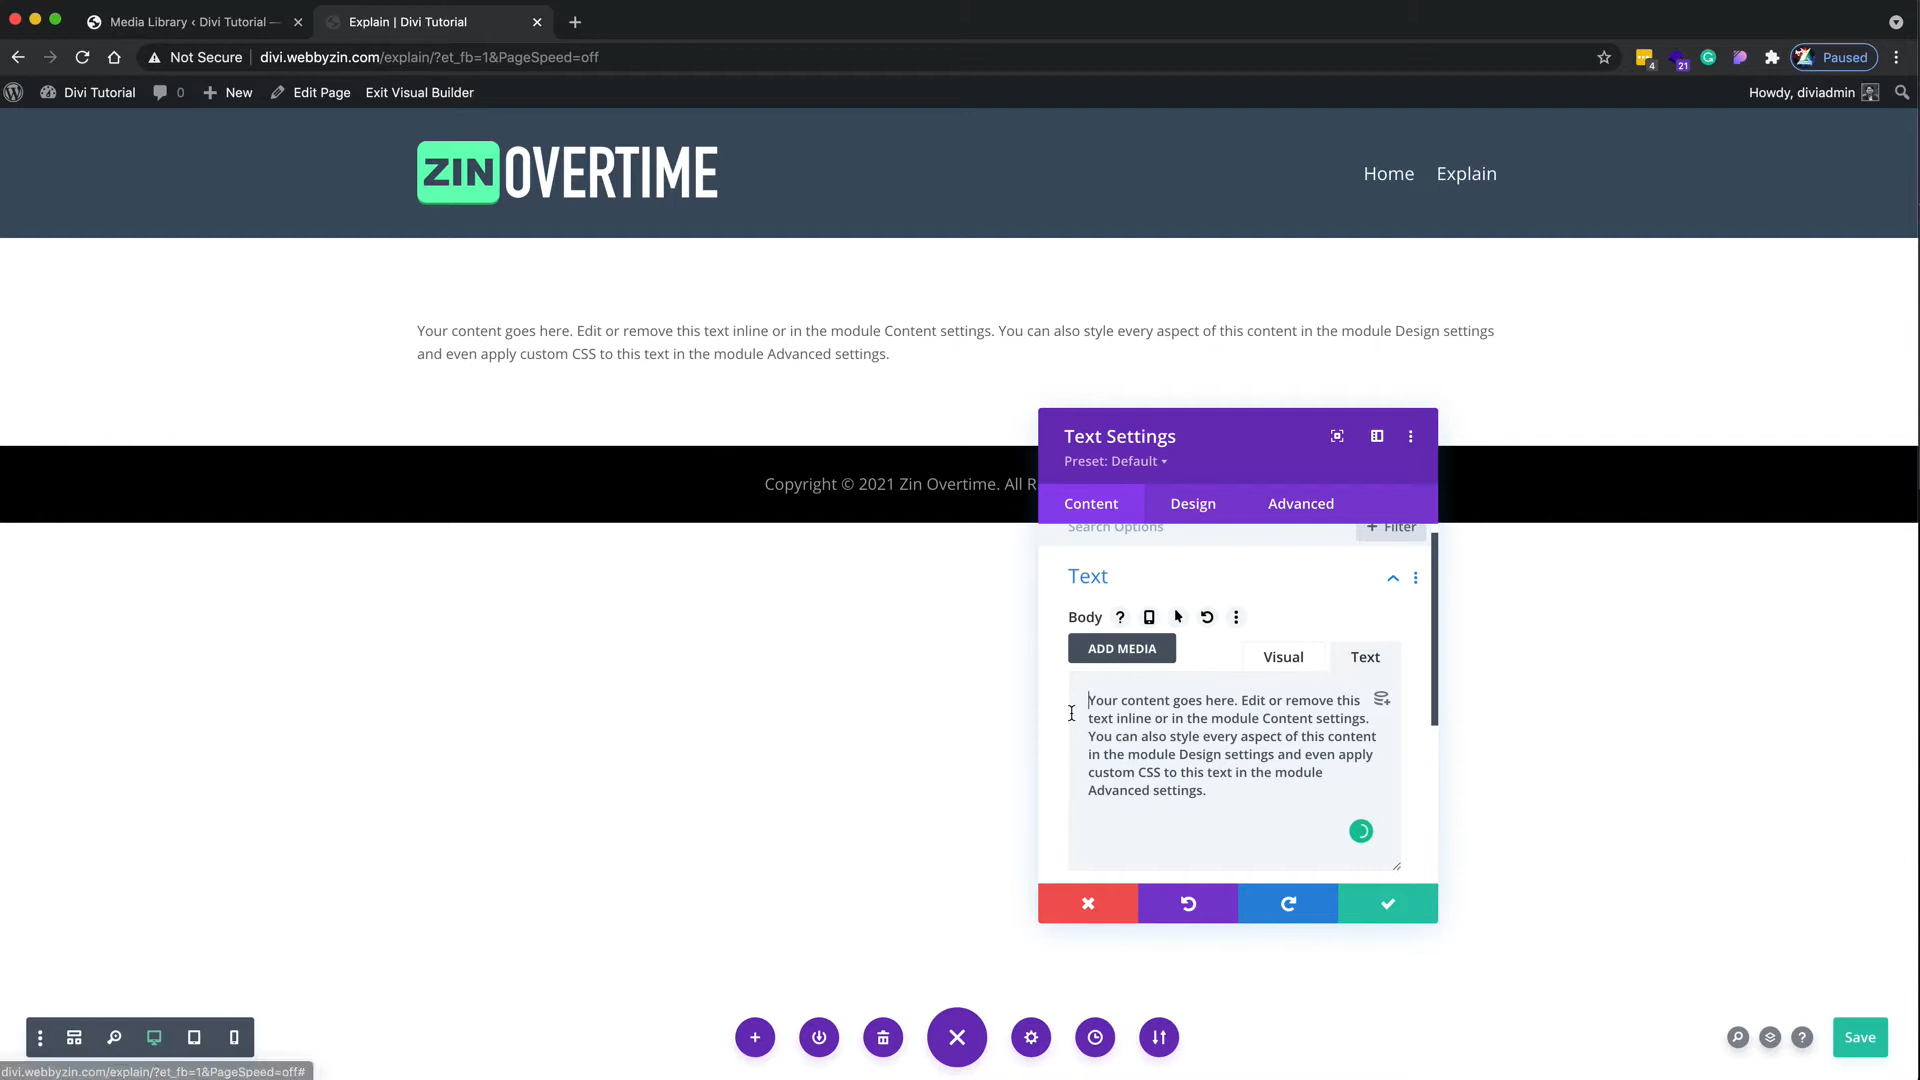 Media Library ‹ Divi Tutorial —
Explain | Divi Tutorial
Not Secure
divi.webbyzin.com/explain/?et_fb=1&PageSpeed=off
4
21
Paused
Divi Tutorial
0
New
Edit Page
Exit Visual Builder
Howdy, diviadmin
ZIN OVERTIME
Home
Explain
Your content goes here. Edit or remove this text inline or in the module Content settings. You can also style every aspect of this content in the module Design settings
and even apply custom CSS to this text in the module Advanced settings.
Copyright © 2021 Zin Overtime. All R
Text Settings
Preset: Default
Content
Design
Advanced
Search Options
+ Filter
Text
Body
ADD MEDIA
Visual
Text
Your content goes here. Edit or remove this
text inline or in the module Content settings.
You can also style every aspect of this content
in the module Design settings and even apply
custom CSS to this text in the module
Advanced settings.
Save
divi.webbyzin.com/explain/?et_fb=1&PageSpeed=off#